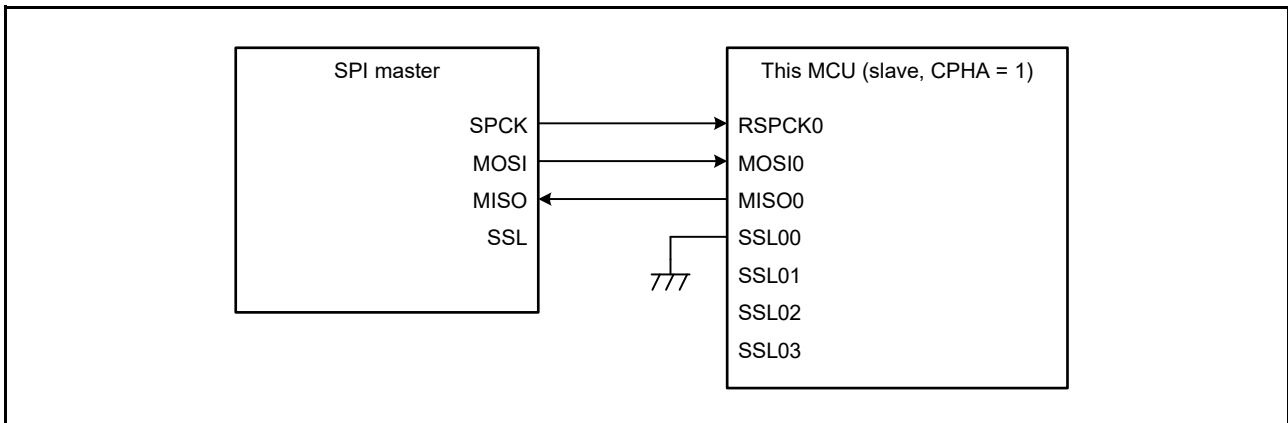 SPI master
SPCK
MOSI
MISO
SSL
This MCU (slave, CPHA = 1)
RSPCK0
MOSI0
MISO0
SSL00
SSL01
SSL02
SSL03